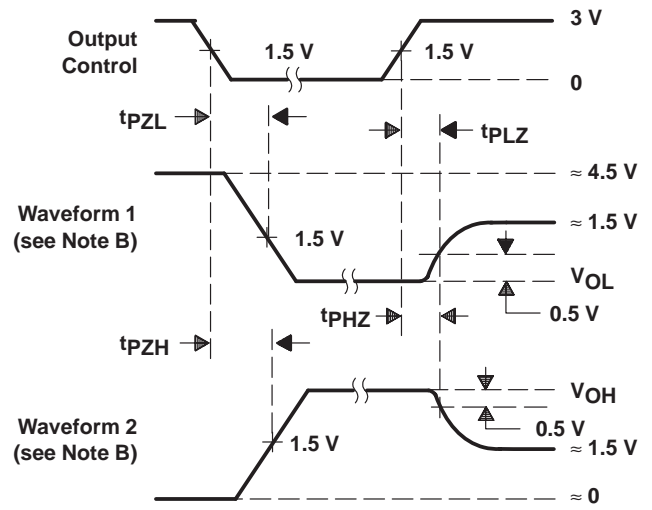 3 V
Output
Control
1.5 V
1.5 V
0
tPZL
tPLZ
≈ 4.5 V
Waveform 1
(see Note B)
≈ 1.5 V
1.5 V
VOL
tPHZ
0.5 V
tPZH
VOH
Waveform 2
(see Note B)
1.5 V
0.5 V
≈ 1.5 V
≈ 0